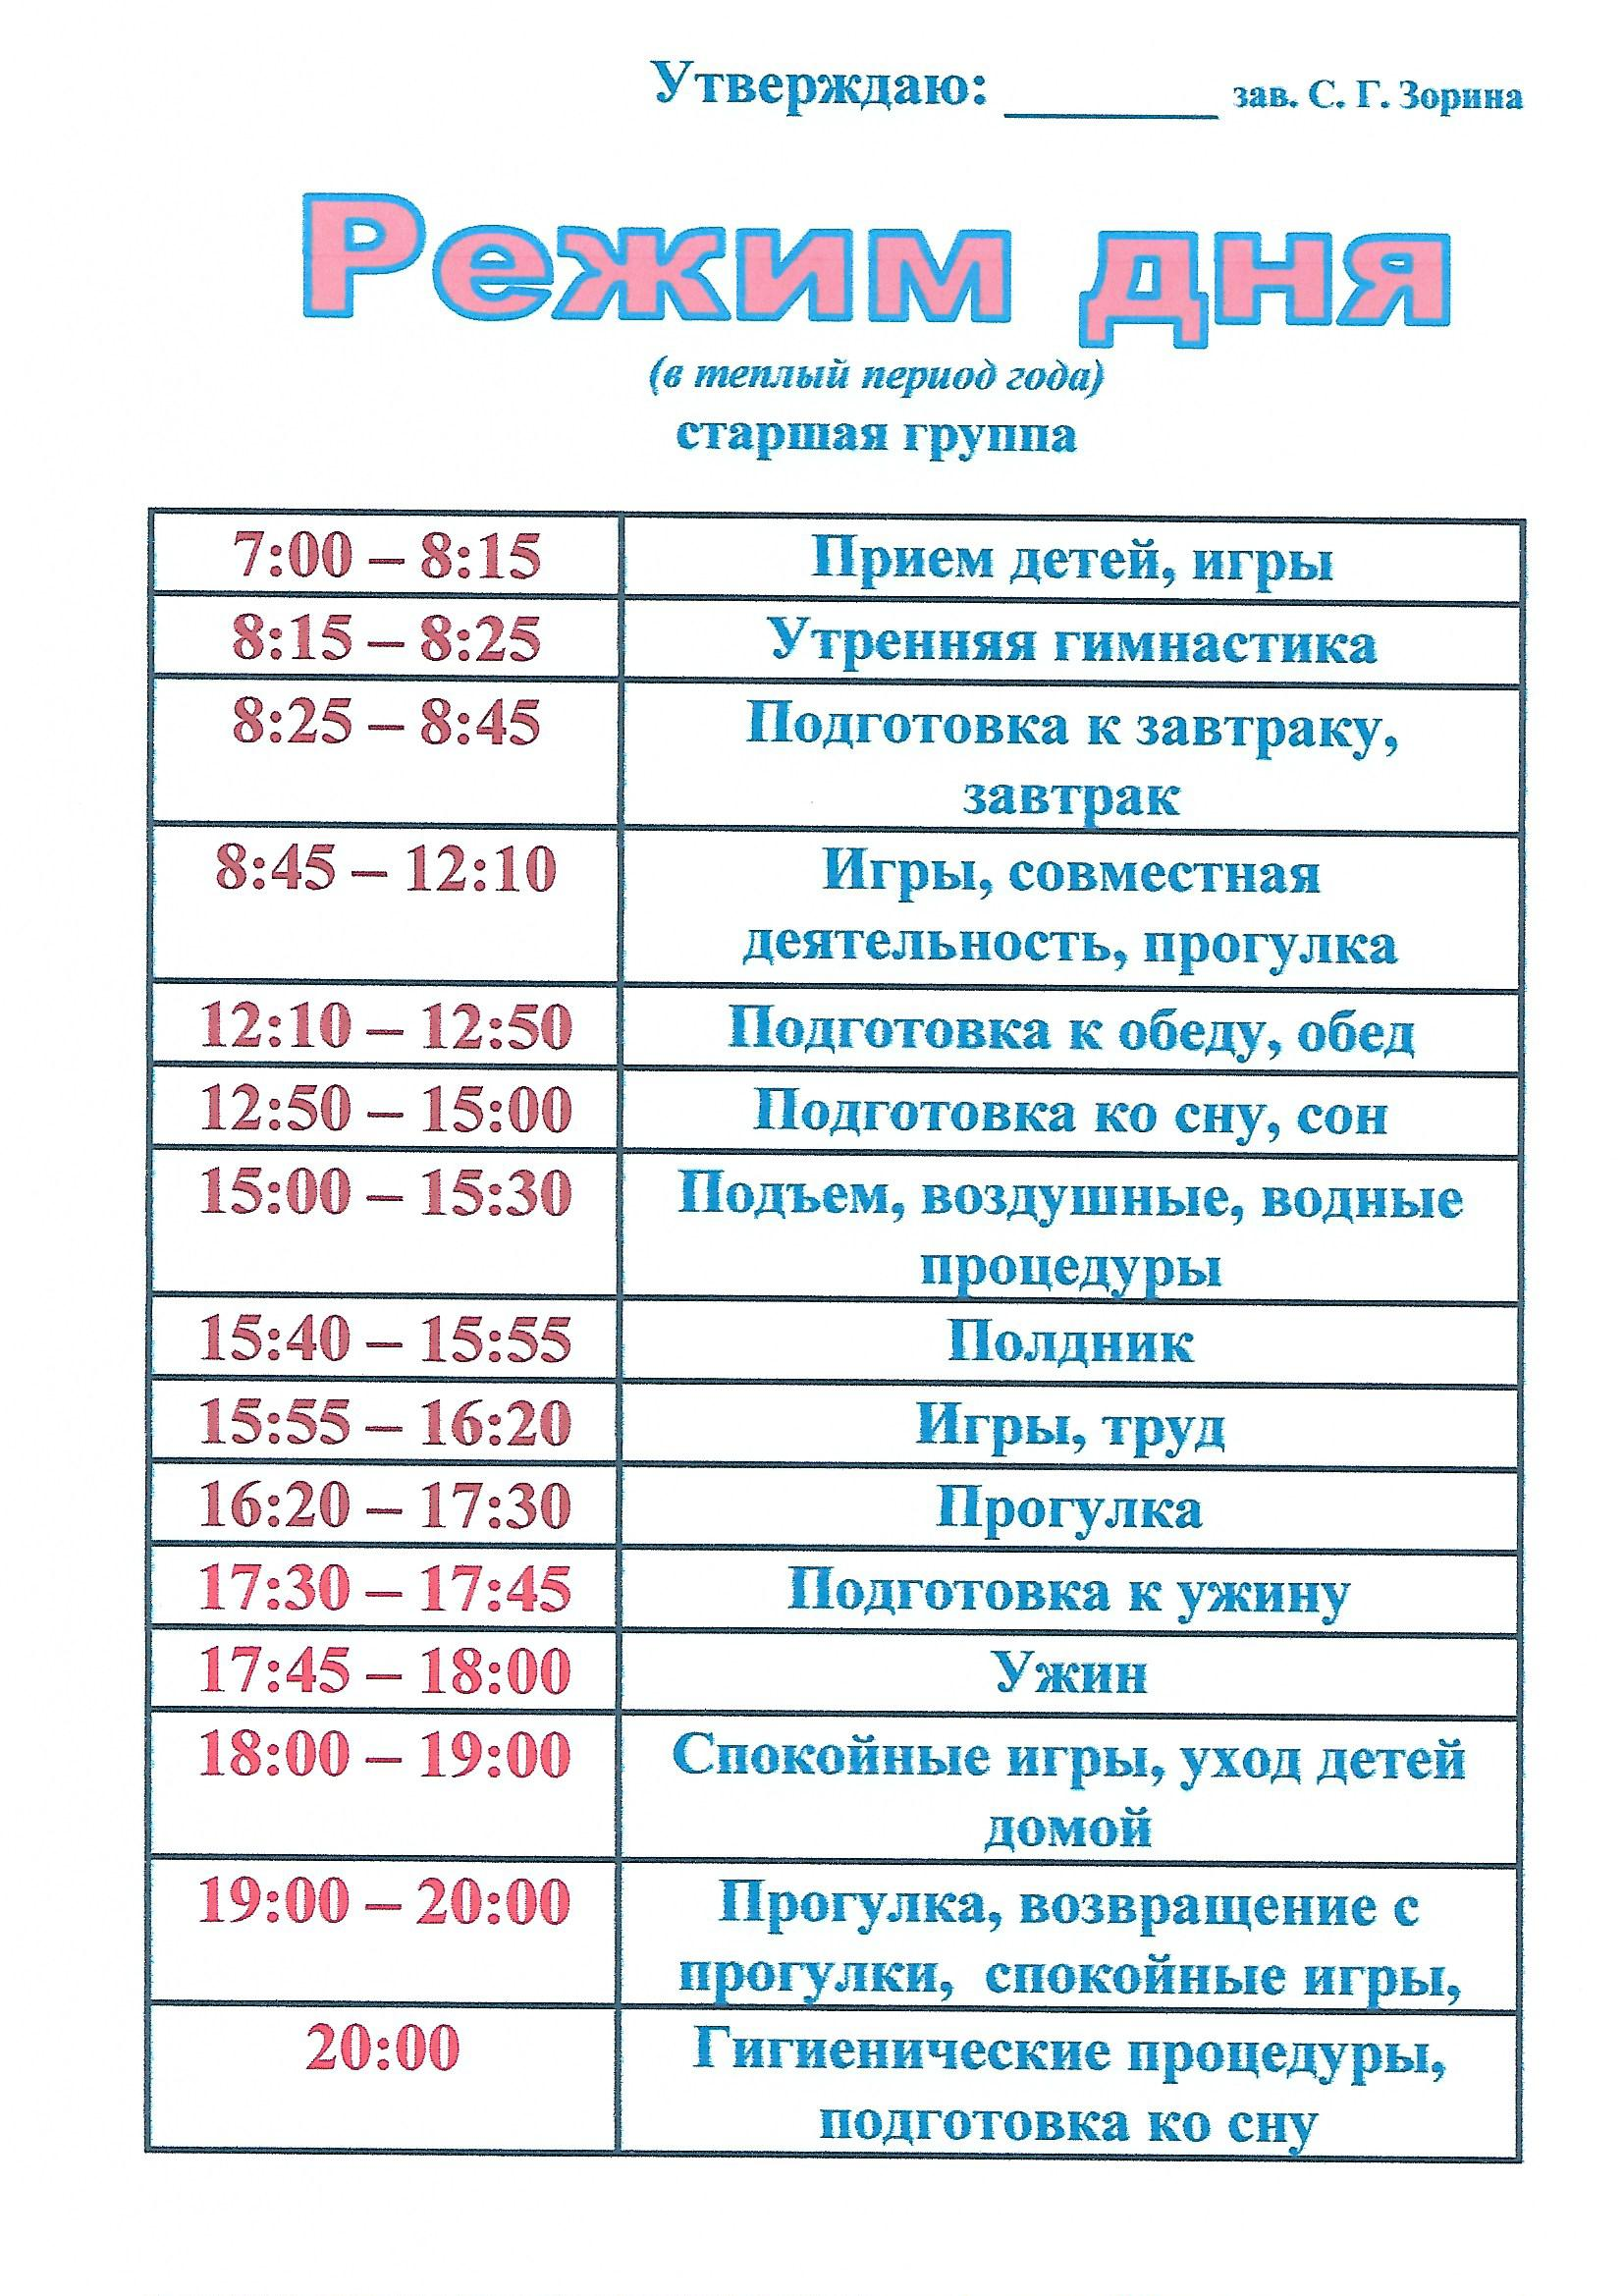 Утверждаю: ________ зав. С. Г. Зорина
Режим дня
(в теплый период года)
старшая группа
7:00 – 8:15 Прием детей, игры
8:15 – 8:25 Утренняя гимнастика
8:25 – 8:45 Подготовка к завтраку,
завтрак
8:45 – 12:10 Игры, совместная
деятельность, прогулка
12:10 – 12:50 Подготовка к обеду, обед
12:50 – 15:00 Подготовка ко сну, сон
15:00 – 15:30 Подъем, воздушные, водные
процедуры
15:40 – 15:55 Полдник
15:55 – 16:20 Игры, труд
16:20 – 17:30 Прогулка
17:30 – 17:45 Подготовка к ужину
17:45 – 18:00 Ужин
18:00 – 19:00 Спокойные игры, уход детей
домой
19:00 – 20:00 Прогулка, возвращение с
прогулки, спокойные игры,
20:00 Гигиенические процедуры,
подготовка ко сну